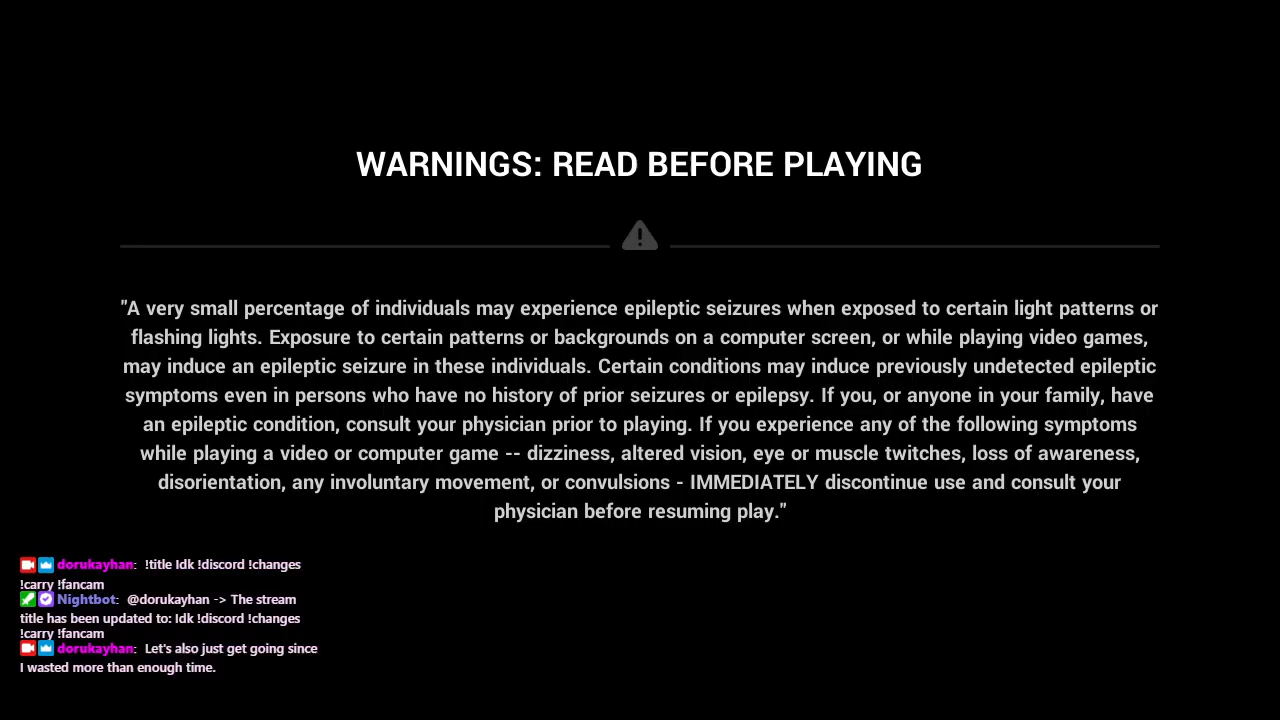 WARNINGS: READ BEFORE PLAYING
"A very small percentage of individuals may experience epileptic seizures when exposed to certain light patterns or
flashing lights. Exposure to certain patterns or backgrounds on a computer screen, or while playing video games,
may induce an epileptic seizure in these individuals. Certain conditions may induce previously undetected epileptic
symptoms even in persons who have no history of prior seizures or epilepsy. If you, or anyone in your family, have
an epileptic condition, consult your physician prior to playing. If you experience any of the following symptoms
while playing a video or computer game -- dizziness, altered vision, eye or muscle twitches, loss of awareness,
disorientation, any involuntary movement, or convulsions - IMMEDIATELY discontinue use and consult your
physician before resuming play."
dorukayhan: !title Idk !discord !changes
!carry !fancam
Nightbot: @dorukayhan -> The stream
title has been updated to: Idk !discord !changes
!carry !fancam
dorukayhan: Let's also just get going since
I wasted more than enough time.